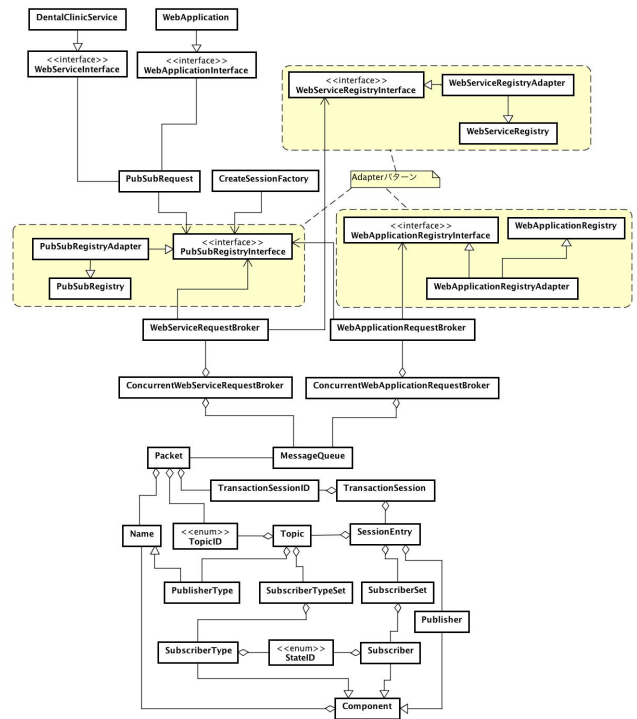 DentalClinicService
WebApplication
<<interface>>
WebServiceInterface
<<interface>>
WebApplicationInterface
<<interface>>
WebServiceRegistryInterface
WebServiceRegistryAdapter
WebServiceRegistry
PubSubRequest
CreateSessionFactory
Adapterパターン
PubSubRegistryAdapter
<<interface>>
PubSubRegistryInterfece
PubSubRegistry
<<interface>>
WebApplicationRegistryInterface
WebApplicationRegistry
WebApplicationRegistryAdapter
WebServiceRequestBroker
WebApplicationRequestBroker
ConcurrentWebServiceRequestBroker
ConcurrentWebApplicationRequestBroker
Packet
MessageQueue
TransactionSessionID
TransactionSession
Name
<<enum>>
TopicID
Topic
SessionEntry
PublisherType
SubscriberTypeSet
SubscriberSet
Publisher
SubscriberType
<<enum>>
StateID
Subscriber
Component